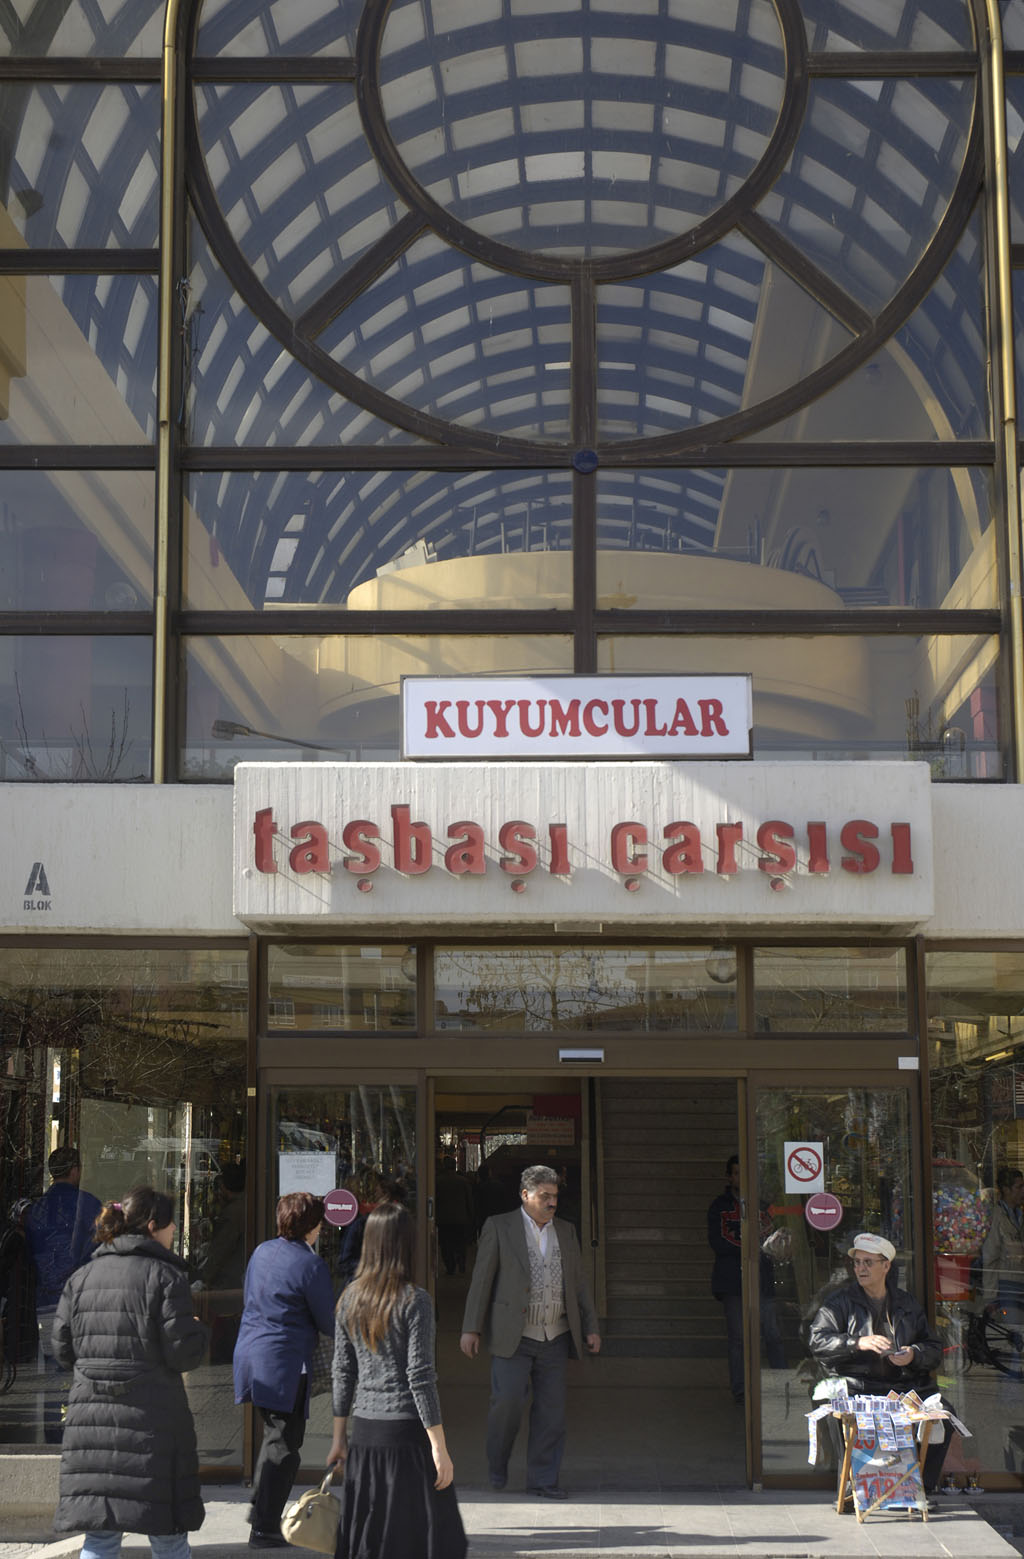 KUYUMCULAR
taşbaşı çarşısı
A
BLOK